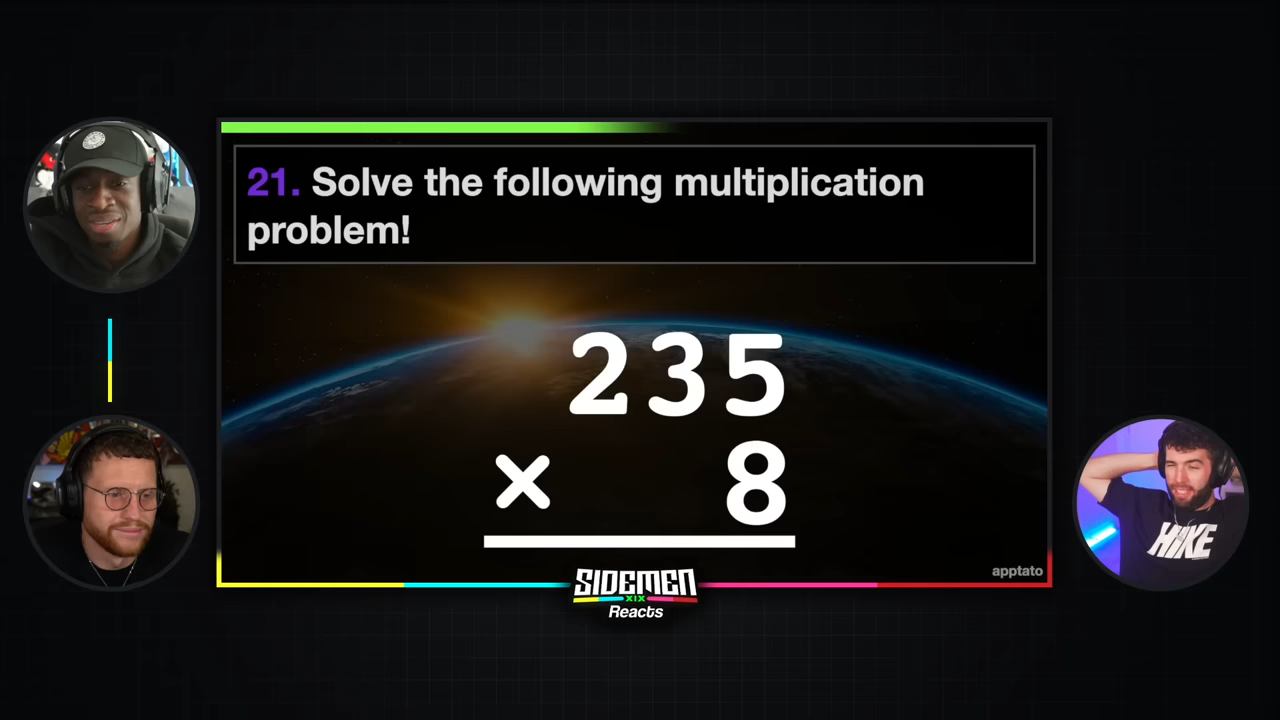 21. Solve the following multiplication
problem!
235
× 8
apptato
SIDEMEN
XIX
Reacts
HIKE